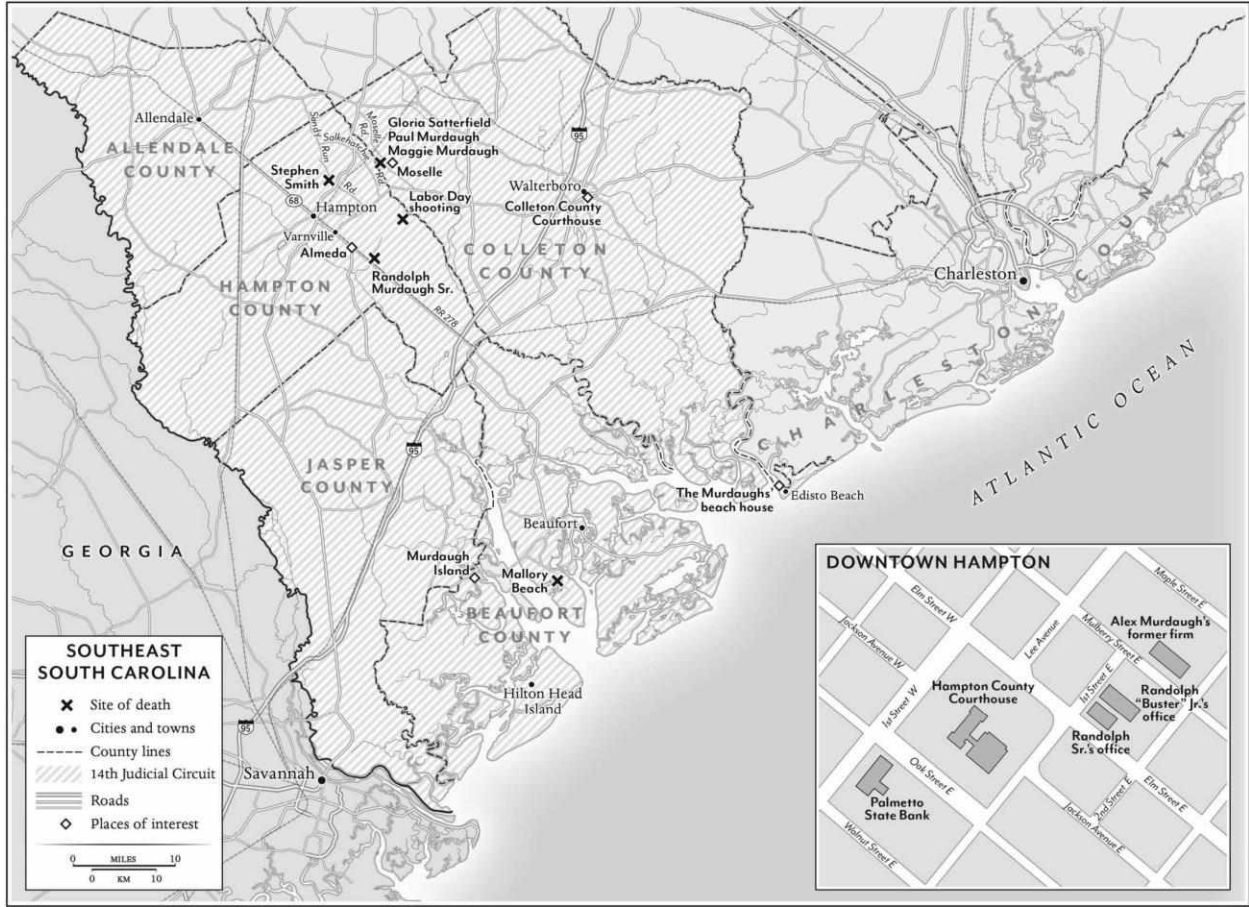 Allendale
ALLENDALE
COUNTY
Sandy Run
Salkehatchie Rd.
Moselle Rd.
Rd.
Gloria Satterfield
Paul Murdaugh
Maggie Murdaugh
Moselle
Stephen
Smith
68
Hampton
Labor Day
shooting
Varnville
Almeda
Randolph
Murdaugh Sr.
HAMPTON
COUNTY
RR 278
95
Walterboro
Colleton County
Courthouse
COLLETON
COUNTY
Charleston
CHARLESTON COUNTY
ATLANTIC OCEAN
95
JASPER
COUNTY
The Murdaughs'
beach house
Edisto Beach
Beaufort
GEORGIA
Murdaugh
Island
Mallory
Beach
BEAUFORT
COUNTY
Hilton Head
Island
95
Savannah
SOUTHEAST
SOUTH CAROLINA
Site of death
Cities and towns
County lines
14th Judicial Circuit
Roads
Places of interest
0 MILES 10
0 KM 10
DOWNTOWN HAMPTON
Elm Street W
Maple Street E
Jackson Avenue W
Lee Avenue
Mulberry Street E
Alex Murdaugh's
former firm
1st Street W
Hampton County
Courthouse
1st Street E
Randolph
"Buster" Jr.'s
office
Randolph
Sr.'s office
Oak Street E
Elm Street E
2nd Street E
Palmetto
State Bank
Jackson Avenue E
Walnut Street E